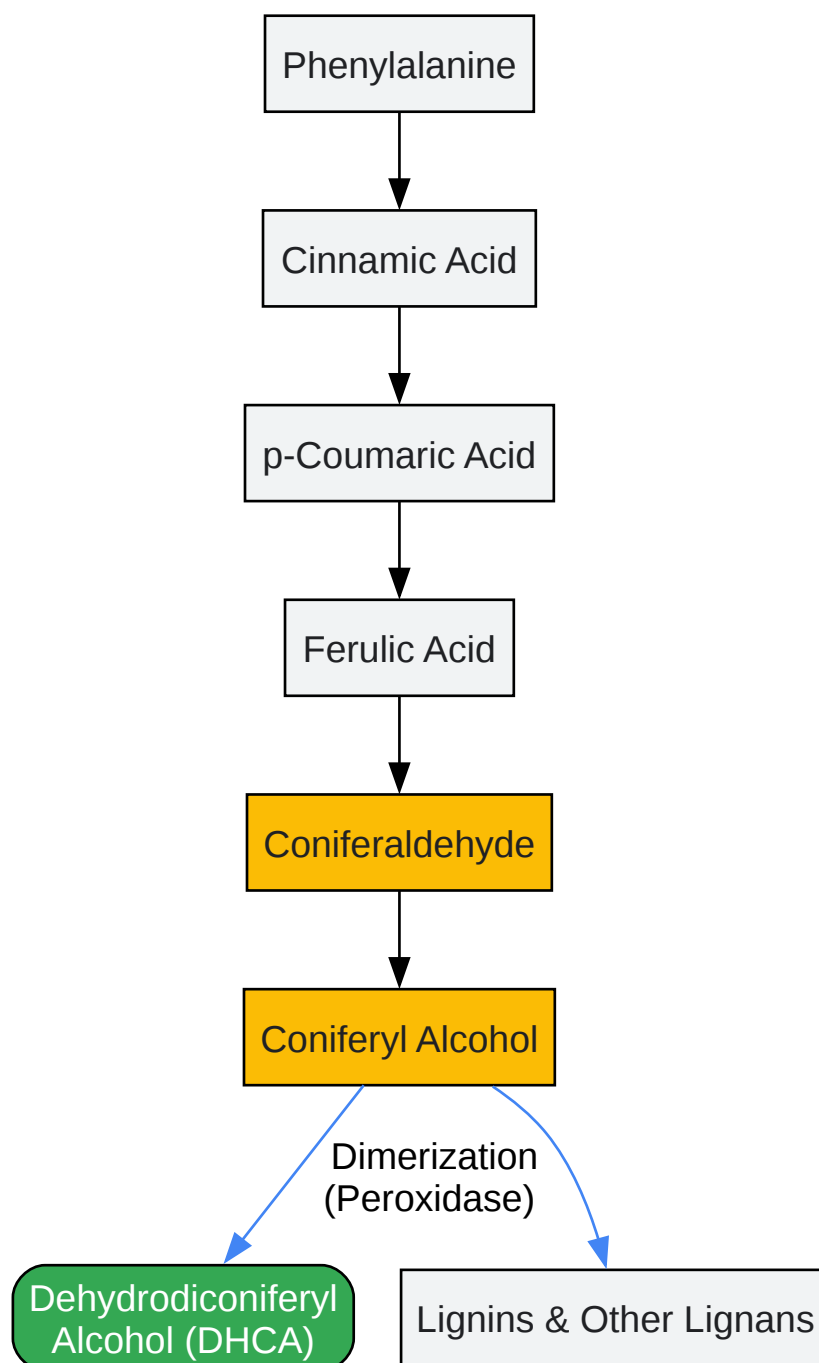 Phenylalanine
Cinnamic Acid
p-Coumaric Acid
Ferulic Acid
Coniferaldehyde
Coniferyl Alcohol
Dimerization
(Peroxidase)
Dehydrodiconiferyl
Alcohol (DHCA)
Lignins & Other Lignans